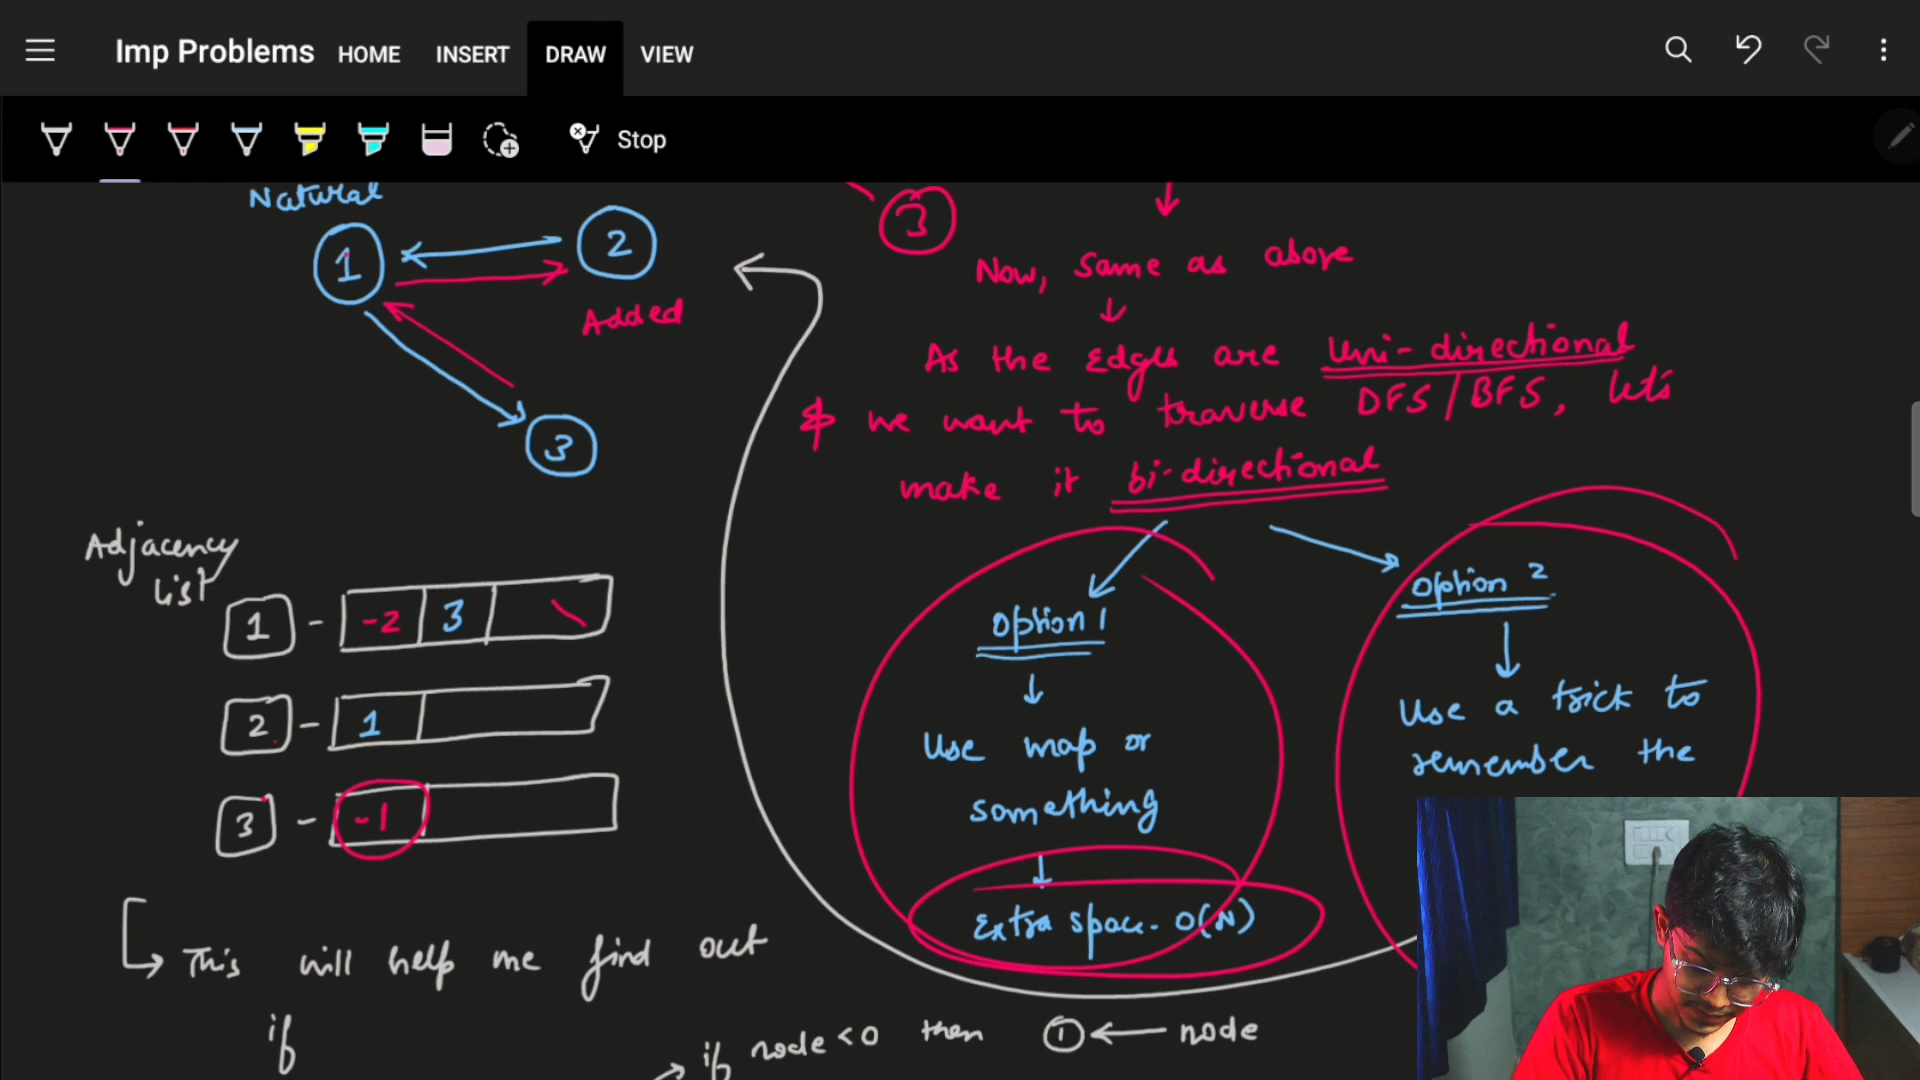 Imp Problems HOME INSERT DRAW VIEW
Stop
Natural
1
2
Added
3
3
Now, Same as above
As the Edges are Uni-directional
& we want to traverse DFS/BFS, let's
make it bi-directional
Adjacency
list
1 - -2 3
2 - 1
3 - -1
This will help me find out
if
Option 1
Use map or
something
Extra space - O(N)
Option 2
Use a trick to
remember the
if node < 0 then 1 ← node